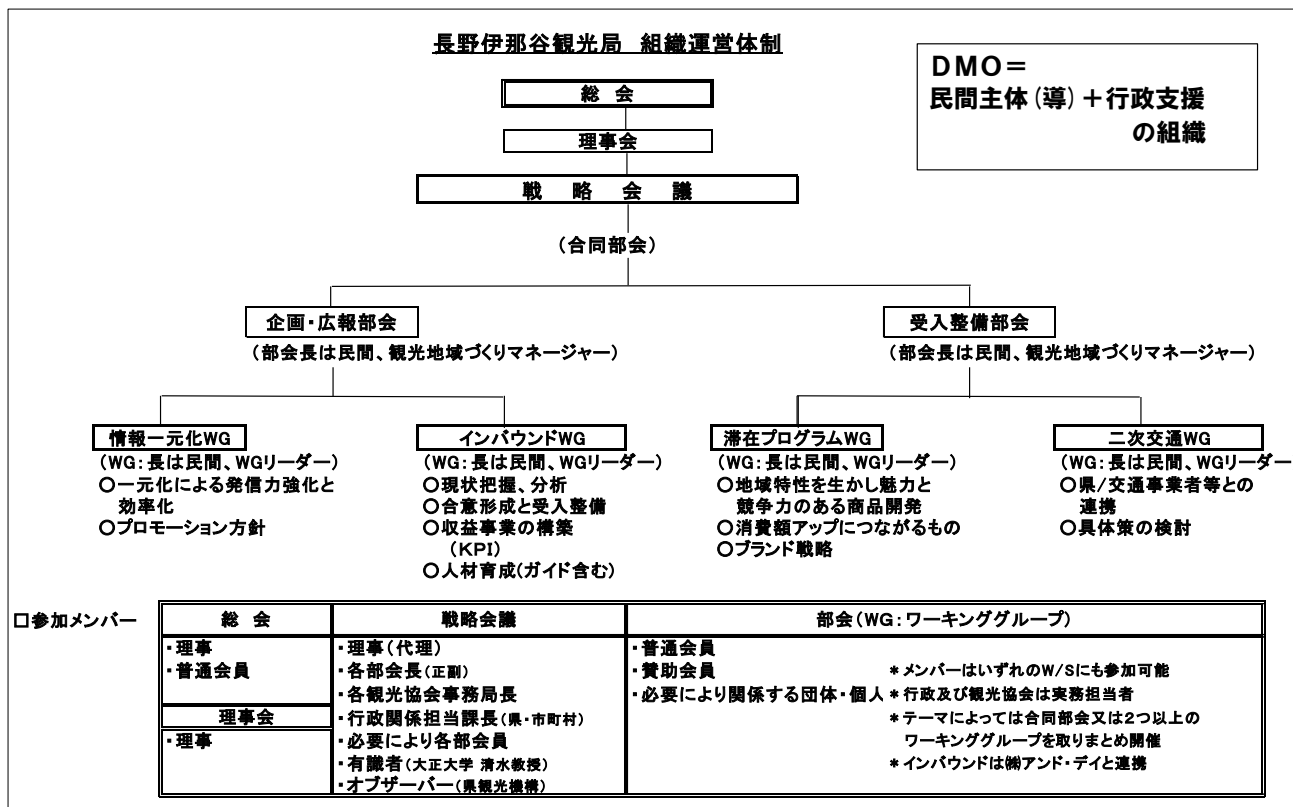 長野伊那谷観光局 組織運営体制
DMO=
民間主体(導)+行政支援
の組織
総 会
理事会
戦 略 会 議
(合同部会)
企画・広報部会
(部会長は民間、観光地域づくりマネージャー)
受入整備部会
(部会長は民間、観光地域づくりマネージャー)
情報一元化WG
(WG:長は民間、WGリーダー)
〇一元化による発信力強化と
効率化
〇プロモーション方針
インバウンドWG
(WG:長は民間、WGリーダー)
〇現状把握、分析
〇合意形成と受入整備
〇収益事業の構築
(KPI)
〇人材育成(ガイド含む)
滞在プログラムWG
(WG:長は民間、WGリーダー)
〇地域特性を生かし魅力と
競争力のある商品開発
〇消費額アップにつながるもの
〇ブランド戦略
二次交通WG
(WG:長は民間、WGリーダー
〇県/交通事業者等との
連携
〇具体策の検討
□参加メンバー
総 会
・理事
・普通会員
理事会
・理事
戦略会議
・理事(代理)
・各部会長(正副)
・各観光協会事務局長
・行政関係担当課長(県・市町村)
・必要により各部会員
・有識者(大正大学 清水教授)
・オブザーバー(県観光機構)
部会(WG:ワーキンググループ)
・普通会員
・賛助会員
・必要により関係する団体・個人
*メンバーはいずれのW/Sにも参加可能
*行政及び観光協会は実務担当者
*テーマによっては合同部会又は2つ以上の
ワーキンググループを取りまとめ開催
*インバウンドは㈱アンド・デイと連携